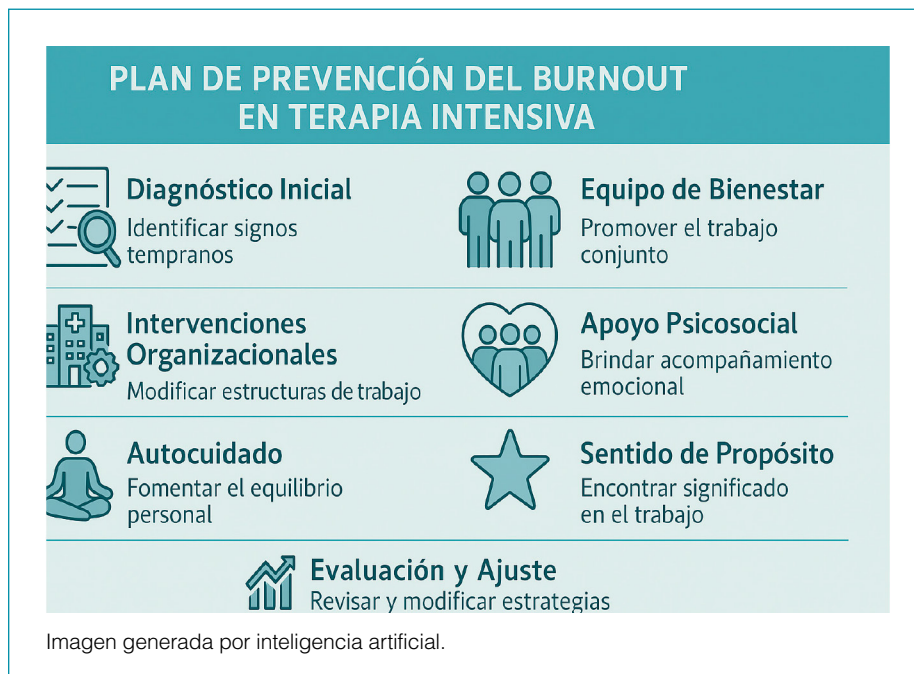 PLAN DE PREVENCIÓN DEL BURNOUT
EN TERAPIA INTENSIVA
Diagnóstico Inicial
Identificar signos
tempranos
Equipo de Bienestar
Promover el trabajo
conjunto
Intervenciones
Organizacionales
Modificar estructuras de trabajo
Apoyo Psicosocial
Brindar acompañamiento
emocional
Autocuidado
Fomentar el equilibrio
personal
Sentido de Propósito
Encontrar significado
en el trabajo
Evaluación y Ajuste
Revisar y modificar estrategias
Imagen generada por inteligencia artificial.